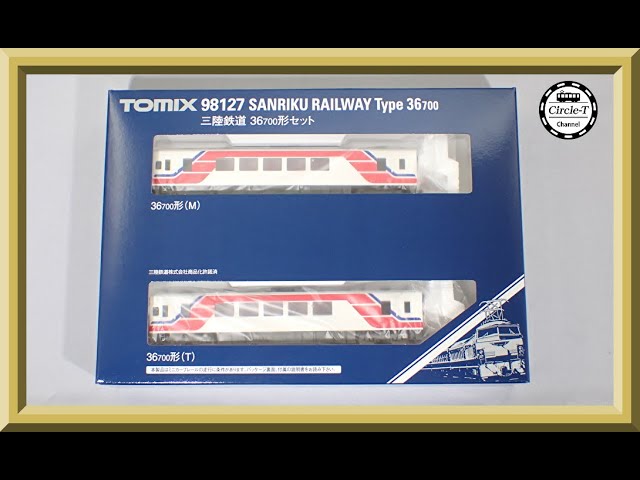 TOMIX 98127 SANRIKU RAILWAY Type 36700
三陸鉄道 36700形セット
Circle-T
Channel
36700形(M)
三陸鉄道株式会社商品化許諾済
36700形(T)